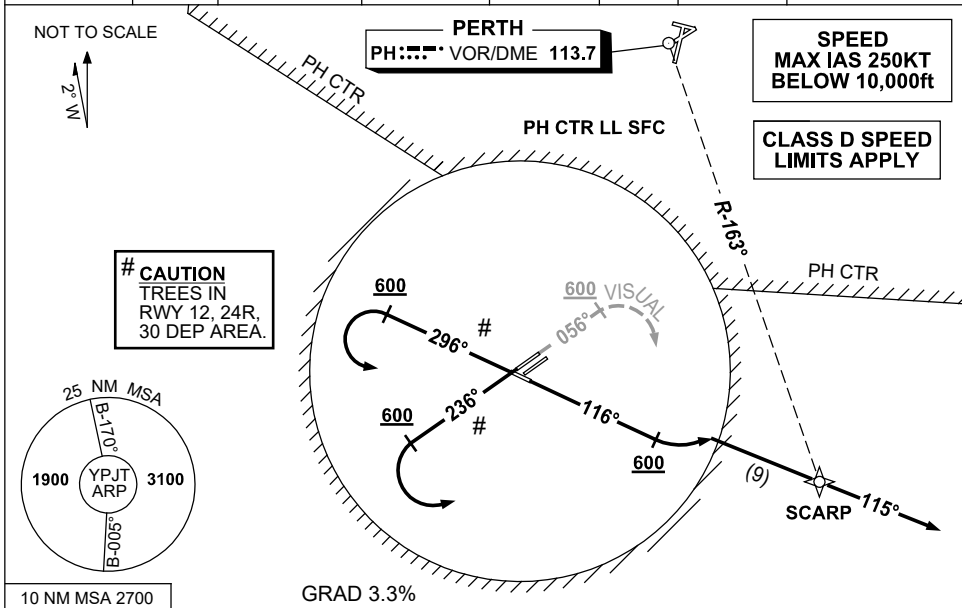 NOT TO SCALE
2° W
PERTH
PH VOR/DME 113.7
SPEED
MAX IAS 250KT
BELOW 10,000ft
PH CTR
PH CTR LL SFC
CLASS D SPEED
LIMITS APPLY
R-163°
PH CTR
# CAUTION
TREES IN
RWY 12, 24R,
30 DEP AREA.
600
600 VISUAL
296°
#
056°
600
236°
#
116°
600
(9)
SCARP
115°
25 NM MSA
B-170°
1900
YPJT
ARP
3100
B-005°
10 NM MSA 2700
GRAD 3.3%